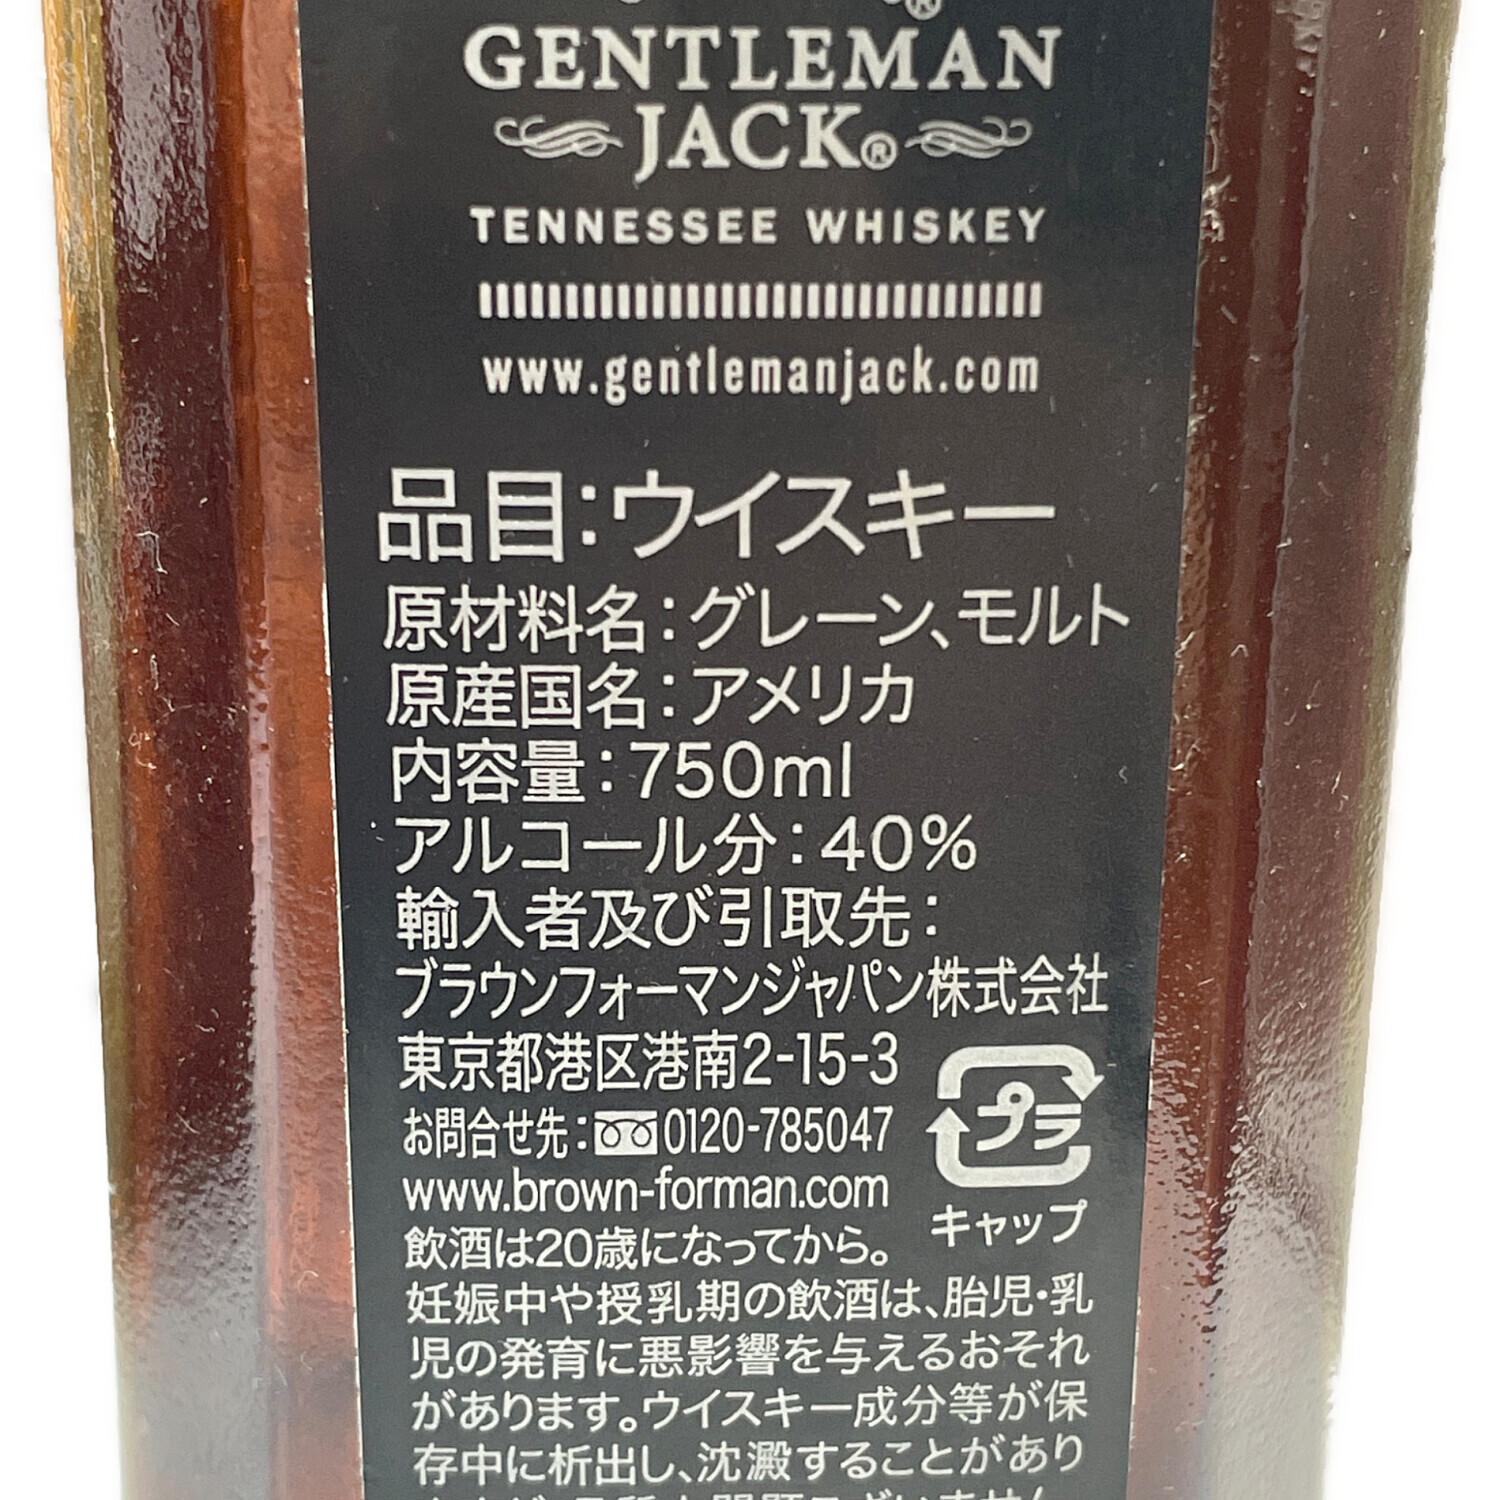 GENTLEMAN
JACK®
TENNESSEE WHISKEY
www.gentlemanjack.com
品目:ウイスキー
原材料名:グレーン、モルト
原産国名:アメリカ
内容量:750ml
アルコール分:40%
輸入者及び引取先:
ブラウンフォーマンジャパン株式会社
東京都港区港南2-15-3
お問合せ先:0120-785047
www.brown-forman.com
プラ
キャップ
飲酒は20歳になってから。
妊娠中や授乳期の飲酒は、胎児・乳
児の発育に悪影響を与えるおそれ
があります。ウイスキー成分等が保
存中に析出し、沈澱することがあり